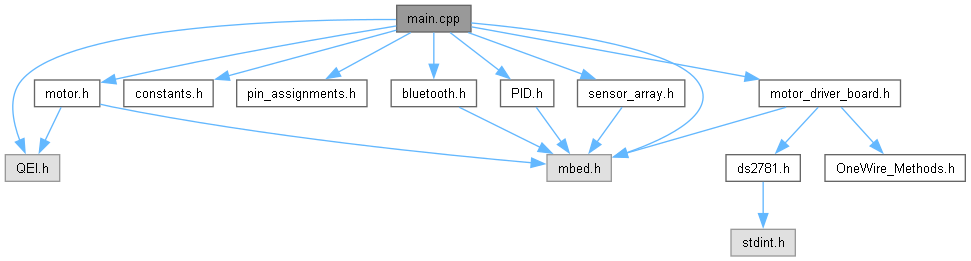 main.cpp
motor.h
constants.h
pin_assignments.h
bluetooth.h
PID.h
sensor_array.h
motor_driver_board.h
QEI.h
mbed.h
ds2781.h
OneWire_Methods.h
stdint.h